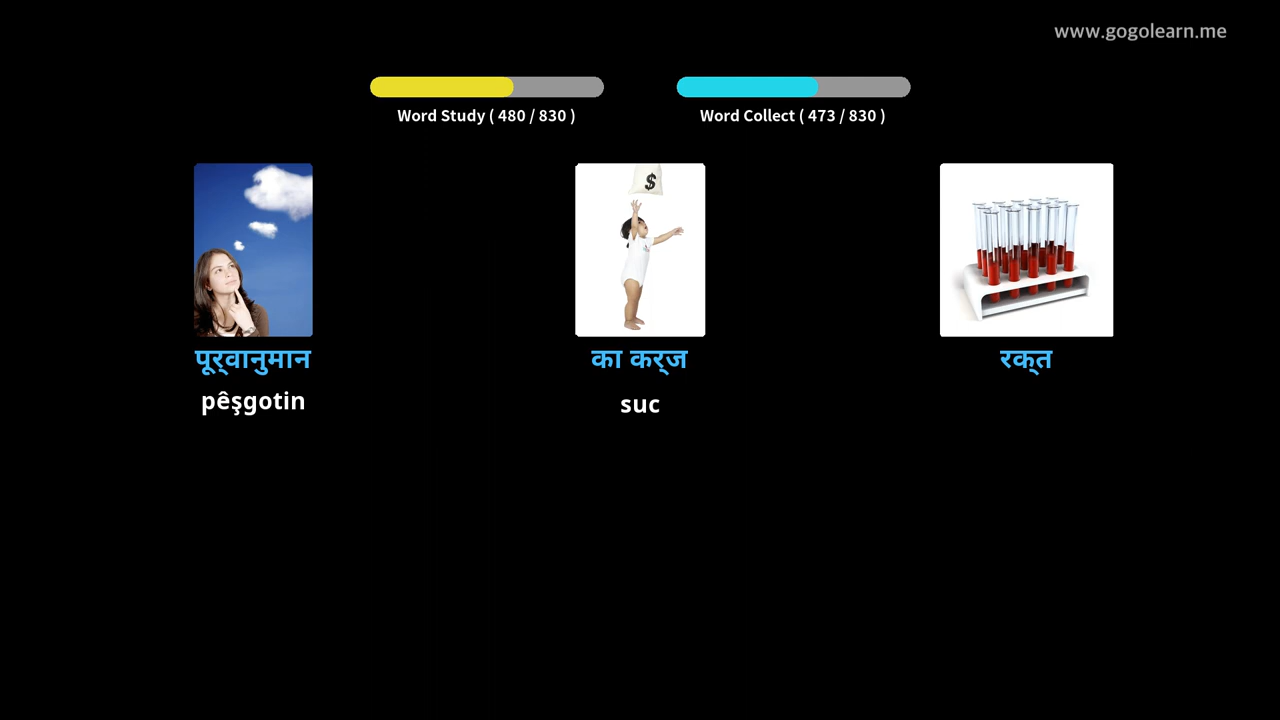 www.gogolearn.me
Word Study ( 480 / 830 )
Word Collect ( 473 / 830 )
$
पूर्वानुमान
का कर्ज
रक्त
pêşgotin
suc